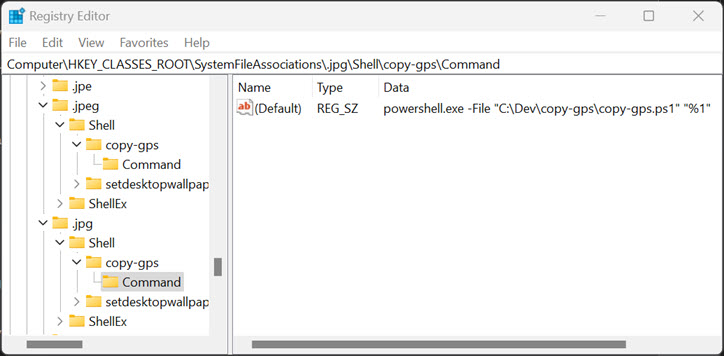 Registry Editor
File Edit View Favorites Help
Computer\HKEY_CLASSES_ROOT\SystemFileAssociations\.jpg\Shell\copy-gps\Command
.jpe
.jpeg
Shell
copy-gps
Command
setdesktopwallpap
ShellEx
.jpg
Shell
copy-gps
Command
setdesktopwallpap
ShellEx
Name Type Data
ab (Default) REG_SZ powershell.exe -File "C:\Dev\copy-gps\copy-gps.ps1" "%1"